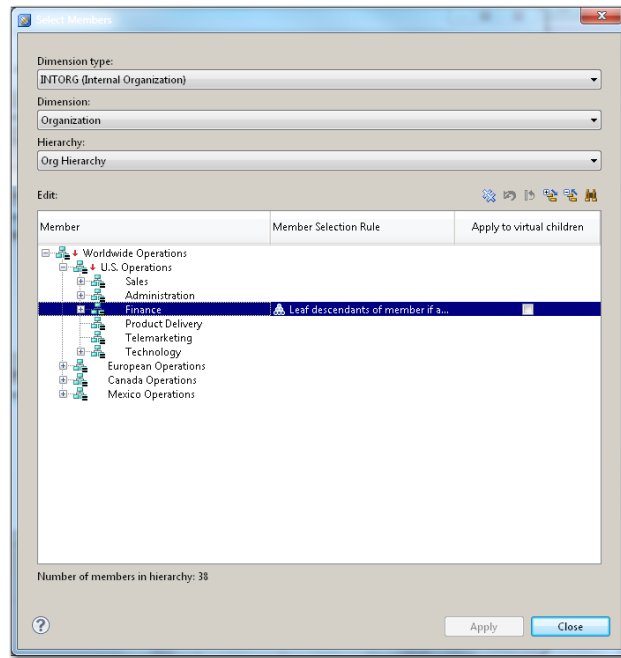 Select Members
Dimension type:
INTORG (Internal Organization)
Dimension:
Organization
Hierarchy:
Org Hierarchy
Edit:
Member Member Selection Rule Apply to virtual children
Worldwide Operations
U.S. Operations
Sales
Administration
Finance Leaf descendants of member if a...
Product Delivery
Telemarketing
Technology
European Operations
Canada Operations
Mexico Operations
Number of members in hierarchy: 38
? Apply Close